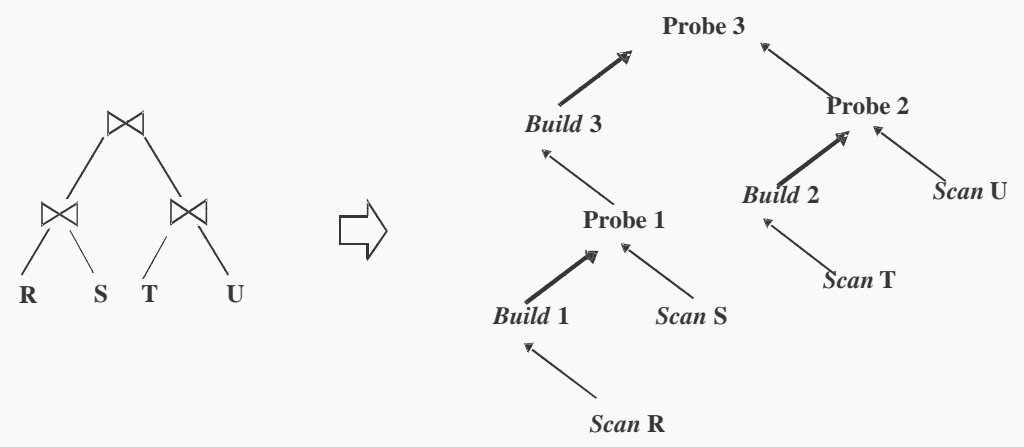 Probe 3
Probe 2
Build 3
Build 2
Scan U
Probe 1
Scan T
R S T U
Build 1
Scan S
Scan R